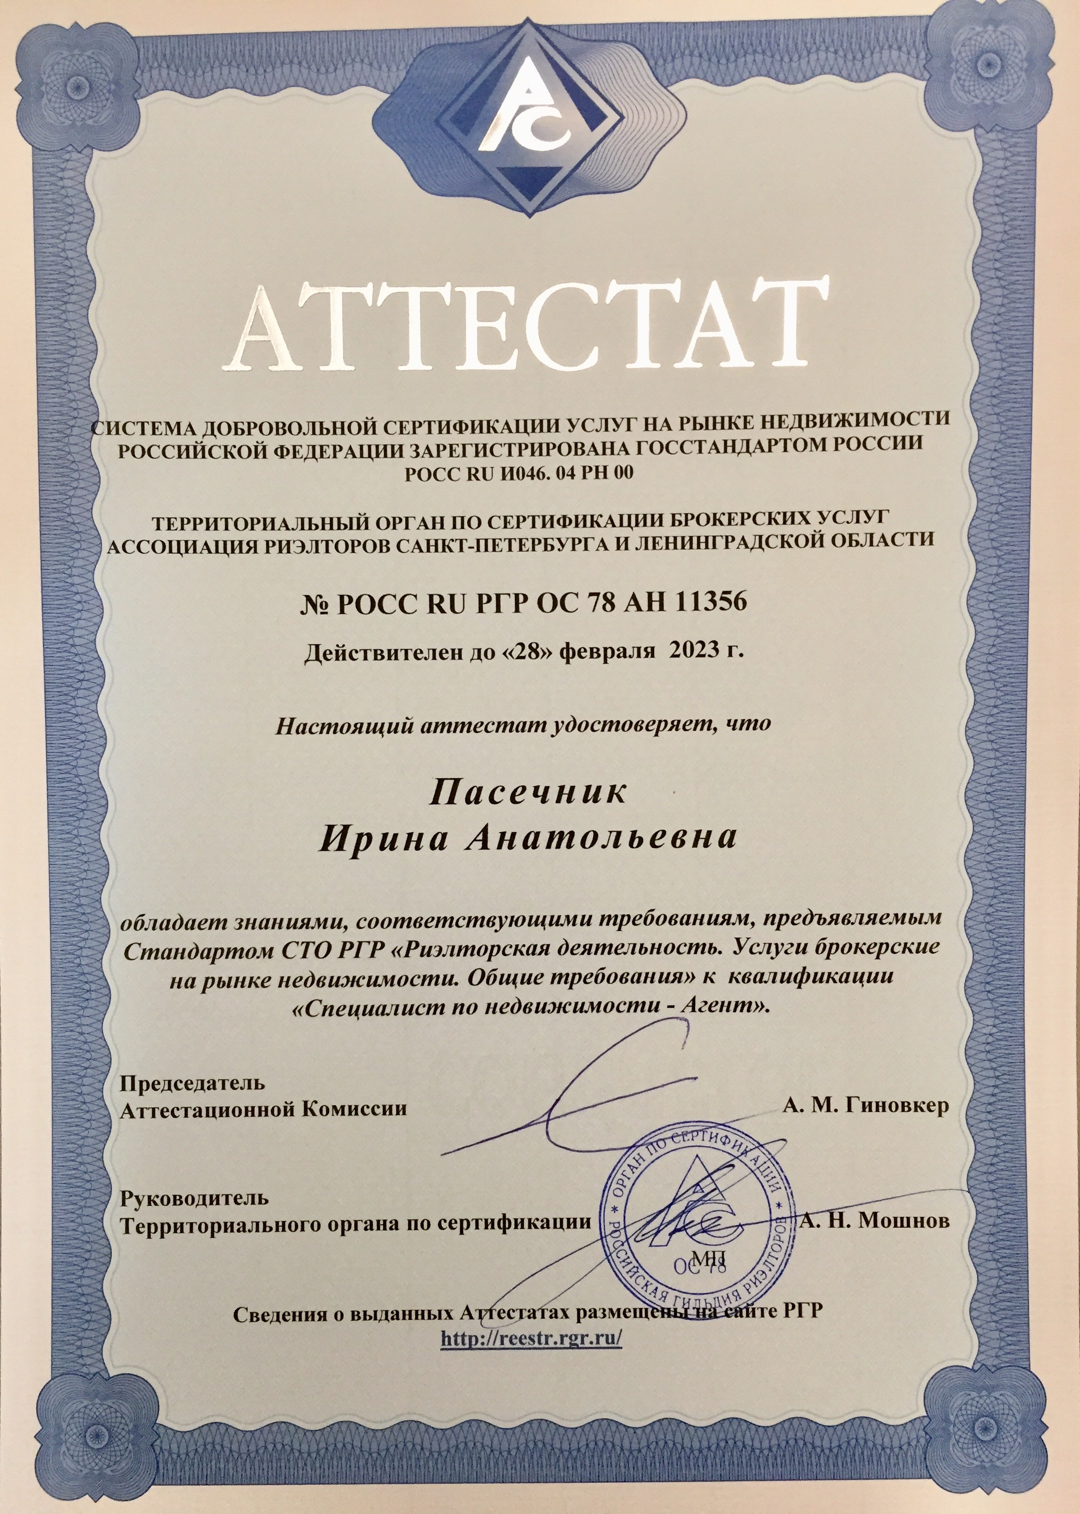 АС
АТТЕСТАТ
СИСТЕМА ДОБРОВОЛЬНОЙ СЕРТИФИКАЦИИ УСЛУГ НА РЫНКЕ НЕДВИЖИМОСТИ
РОССИЙСКОЙ ФЕДЕРАЦИИ ЗАРЕГИСТРИРОВАНА ГОССТАНДАРТОМ РОССИИ
РОСС RU И046. 04 РН 00
ТЕРРИТОРИАЛЬНЫЙ ОРГАН ПО СЕРТИФИКАЦИИ БРОКЕРСКИХ УСЛУГ
АССОЦИАЦИЯ РИЭЛТОРОВ САНКТ-ПЕТЕРБУРГА И ЛЕНИНГРАДСКОЙ ОБЛАСТИ
№ РОСС RU РГР ОС 78 АН 11356
Действителен до «28» февраля 2023 г.
Настоящий аттестат удостоверяет, что
Пасечник
Ирина Анатольевна
обладает знаниями, соответствующими требованиям, предъявляемым
Стандартом СТО РГР «Риэлторская деятельность. Услуги брокерские
на рынке недвижимости. Общие требования» к квалификации
«Специалист по недвижимости - Агент».
Председатель
Аттестационной Комиссии
А. М. Гиновкер
Руководитель
Территориального органа по сертификации
А. Н. Мошнов
* ОРГАН ПО СЕРТИФИКАЦИИ *
РОССИЙСКАЯ ГИЛЬДИЯ РИЭЛТОРОВ
АС
ОС 78
МП
Сведения о выданных Аттестатах размещены на сайте РГР
http://reestr.rgr.ru/